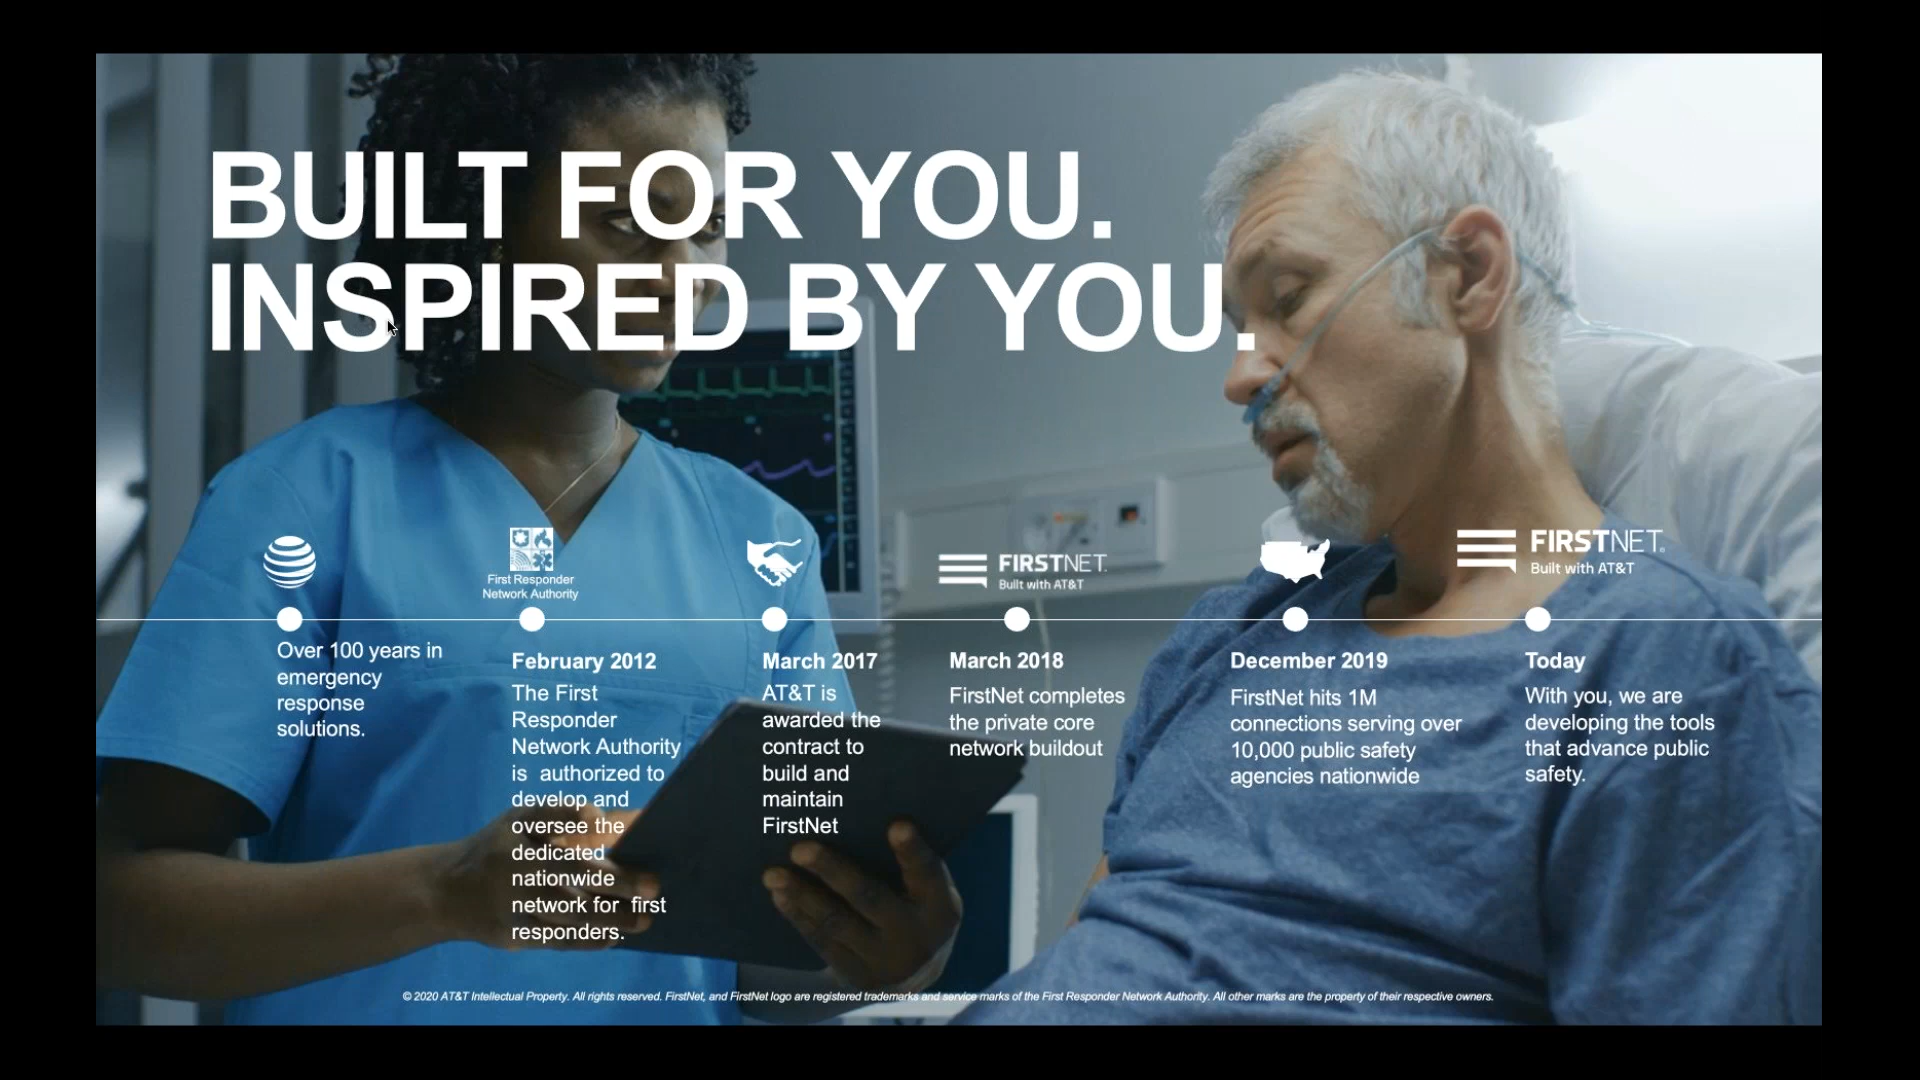 BUILT FOR YOU.
INSPIRED BY YOU.
First Responder
Network Authority
FIRSTNET®
Built with AT&T
FIRSTNET®
Built with AT&T
Over 100 years in
emergency
response
solutions.
February 2012
The First
Responder
Network Authority
is authorized to
develop and
oversee the
dedicated
nationwide
network for first
responders.
March 2017
AT&T is
awarded the
contract to
build and
maintain
FirstNet
March 2018
FirstNet completes
the private core
network buildout
December 2019
FirstNet hits 1M
connections serving over
10,000 public safety
agencies nationwide
Today
With you, we are
developing the tools
that advance public
safety.
© 2020 AT&T Intellectual Property. All rights reserved. FirstNet, and FirstNet logo are registered trademarks and service marks of the First Responder Network Authority. All other marks are the property of their respective owners.